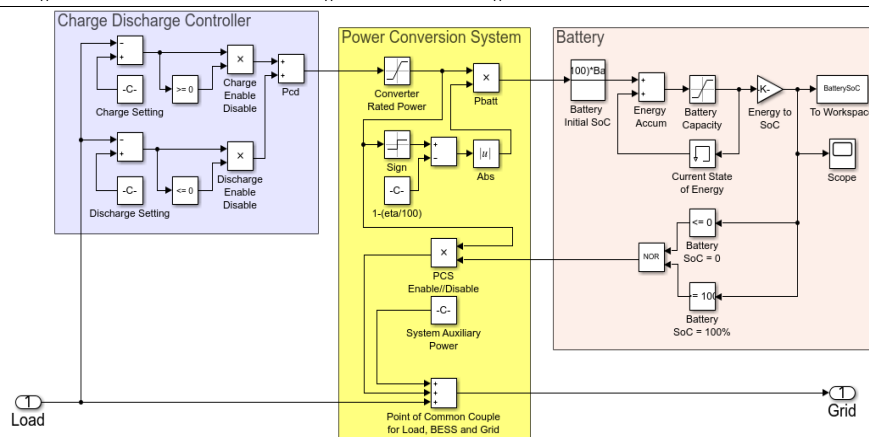 Charge Discharge Controller
−
+
-C-
Charge Setting
>= 0
×
Charge
Enable
Disable
+
+
Pcd
−
+
-C-
Discharge Setting
<= 0
×
Discharge
Enable
Disable
Power Conversion System
Converter
Rated Power
×
Pbatt
Sign
+
−
|u|
Abs
-C-
1-(eta/100)
×
PCS
Enable//Disable
-C-
System Auxiliary
Power
+
+
+
Point of Common Couple
for Load, BESS and Grid
Battery
100)*Ba
Battery
Initial SoC
+
+
Energy
Accum
Battery
Capacity
-K-
Energy to
SoC
BatterySoC
To Workspace
Current State
of Energy
Scope
<= 0
Battery
SoC = 0
NOR
= 100
Battery
SoC = 100%
1
Load
1
Grid